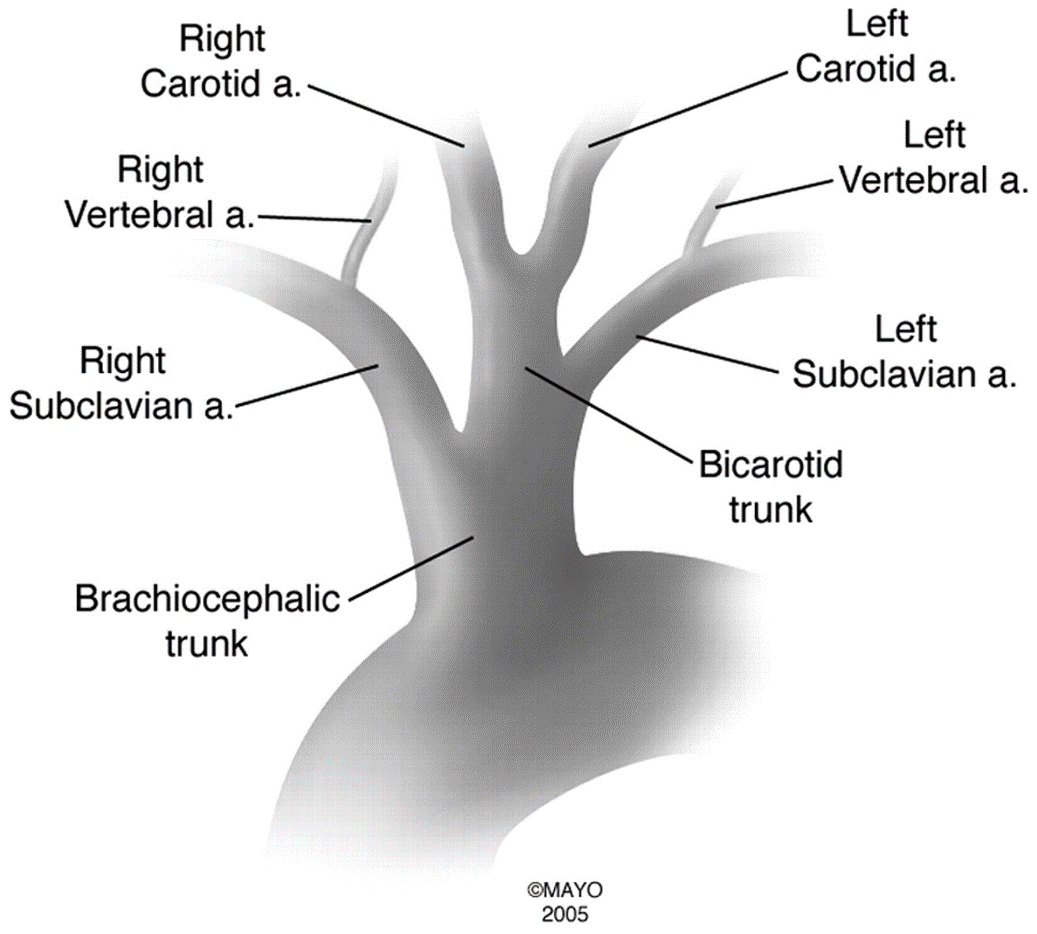 Right
Carotid a.
Left
Carotid a.
Right
Vertebral a.
Left
Vertebral a.
Right
Subclavian a.
Left
Subclavian a.
Bicarotid
trunk
Brachiocephalic
trunk
©MAYO
2005